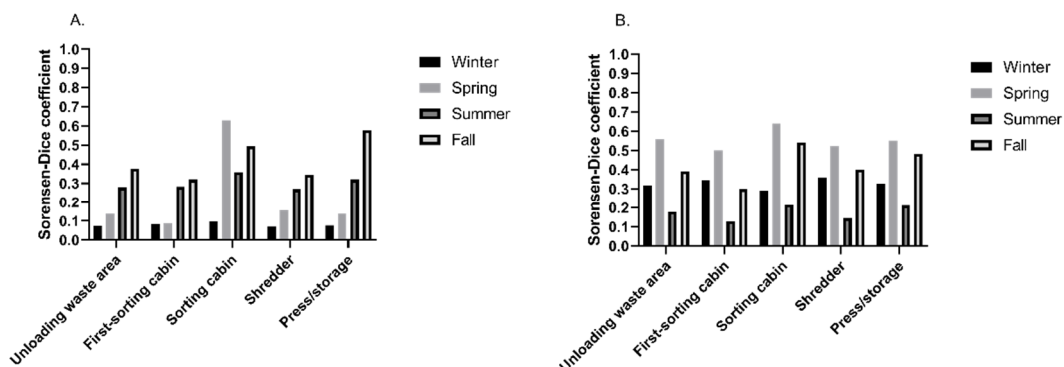 A.
Sorensen-Dice coefficient
1.0
0.9
0.8
0.7
0.6
0.5
0.4
0.3
0.2
0.1
0.0
Unloading waste area
First-sorting cabin
Sorting cabin
Shredder
Press/storage
Winter
Spring
Summer
Fall
B.
Sorensen-Dice coefficient
1.0
0.9
0.8
0.7
0.6
0.5
0.4
0.3
0.2
0.1
0.0
Unloading waste area
First-sorting cabin
Sorting cabin
Shredder
Press/storage
Winter
Spring
Summer
Fall